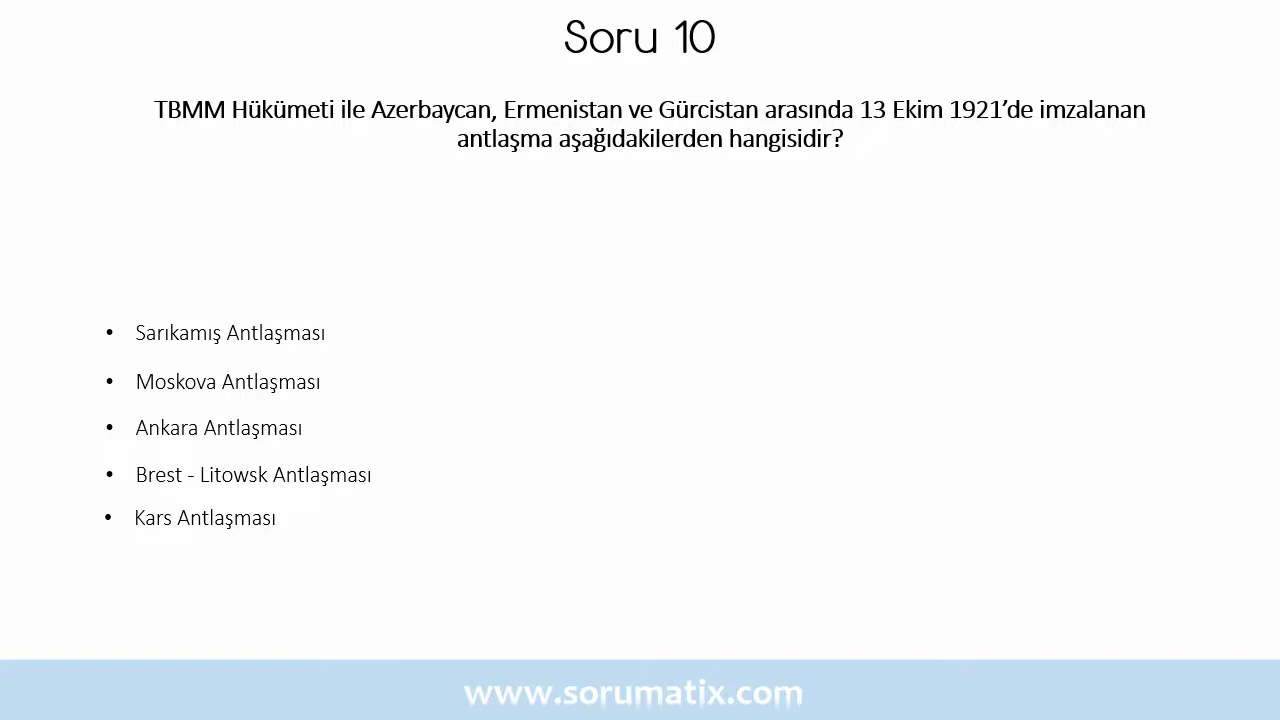 Soru 10
TBMM Hükümeti ile Azerbaycan, Ermenistan ve Gürcistan arasında 13 Ekim 1921’de imzalanan
antlaşma aşağıdakilerden hangisidir?
• Sarıkamış Antlaşması
• Moskova Antlaşması
• Ankara Antlaşması
• Brest - Litowsk Antlaşması
• Kars Antlaşması
www.sorumatix.com